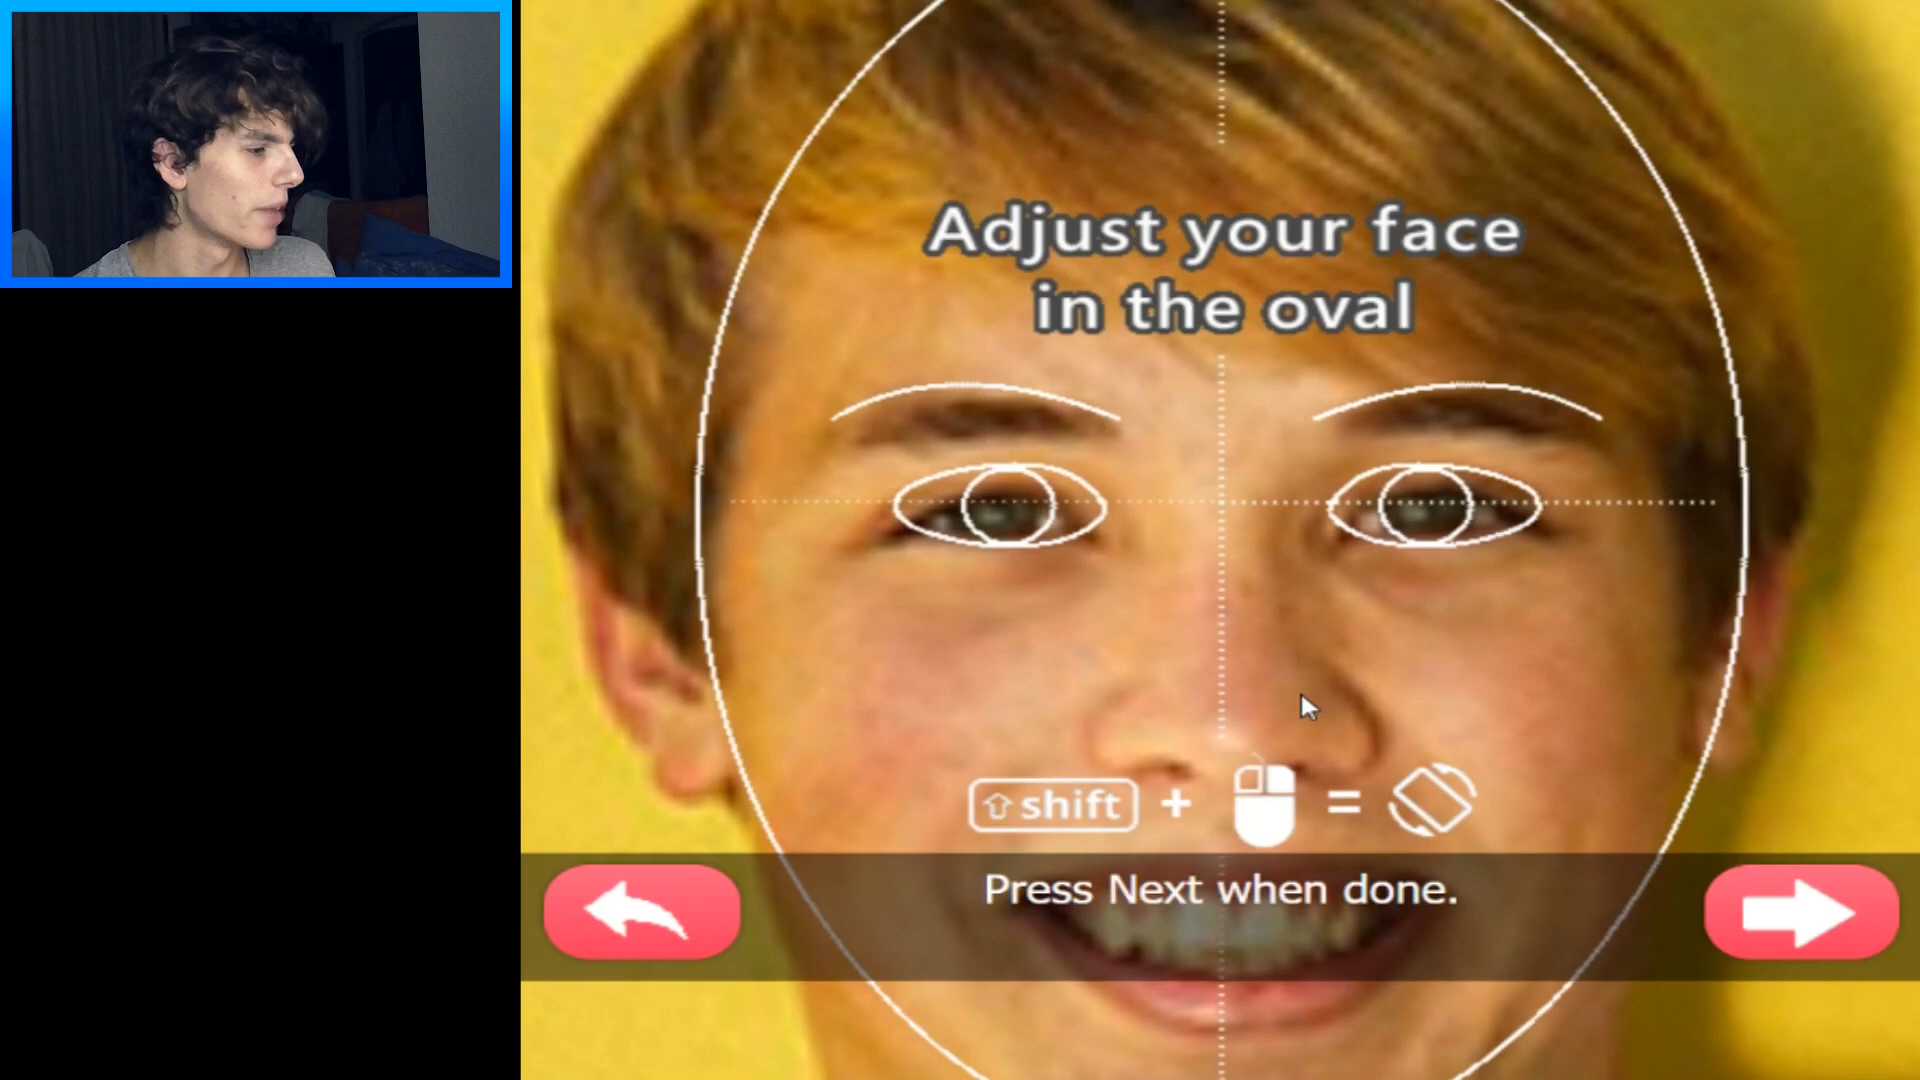 Adjust your face
in the oval
shift + =
Press Next when done.